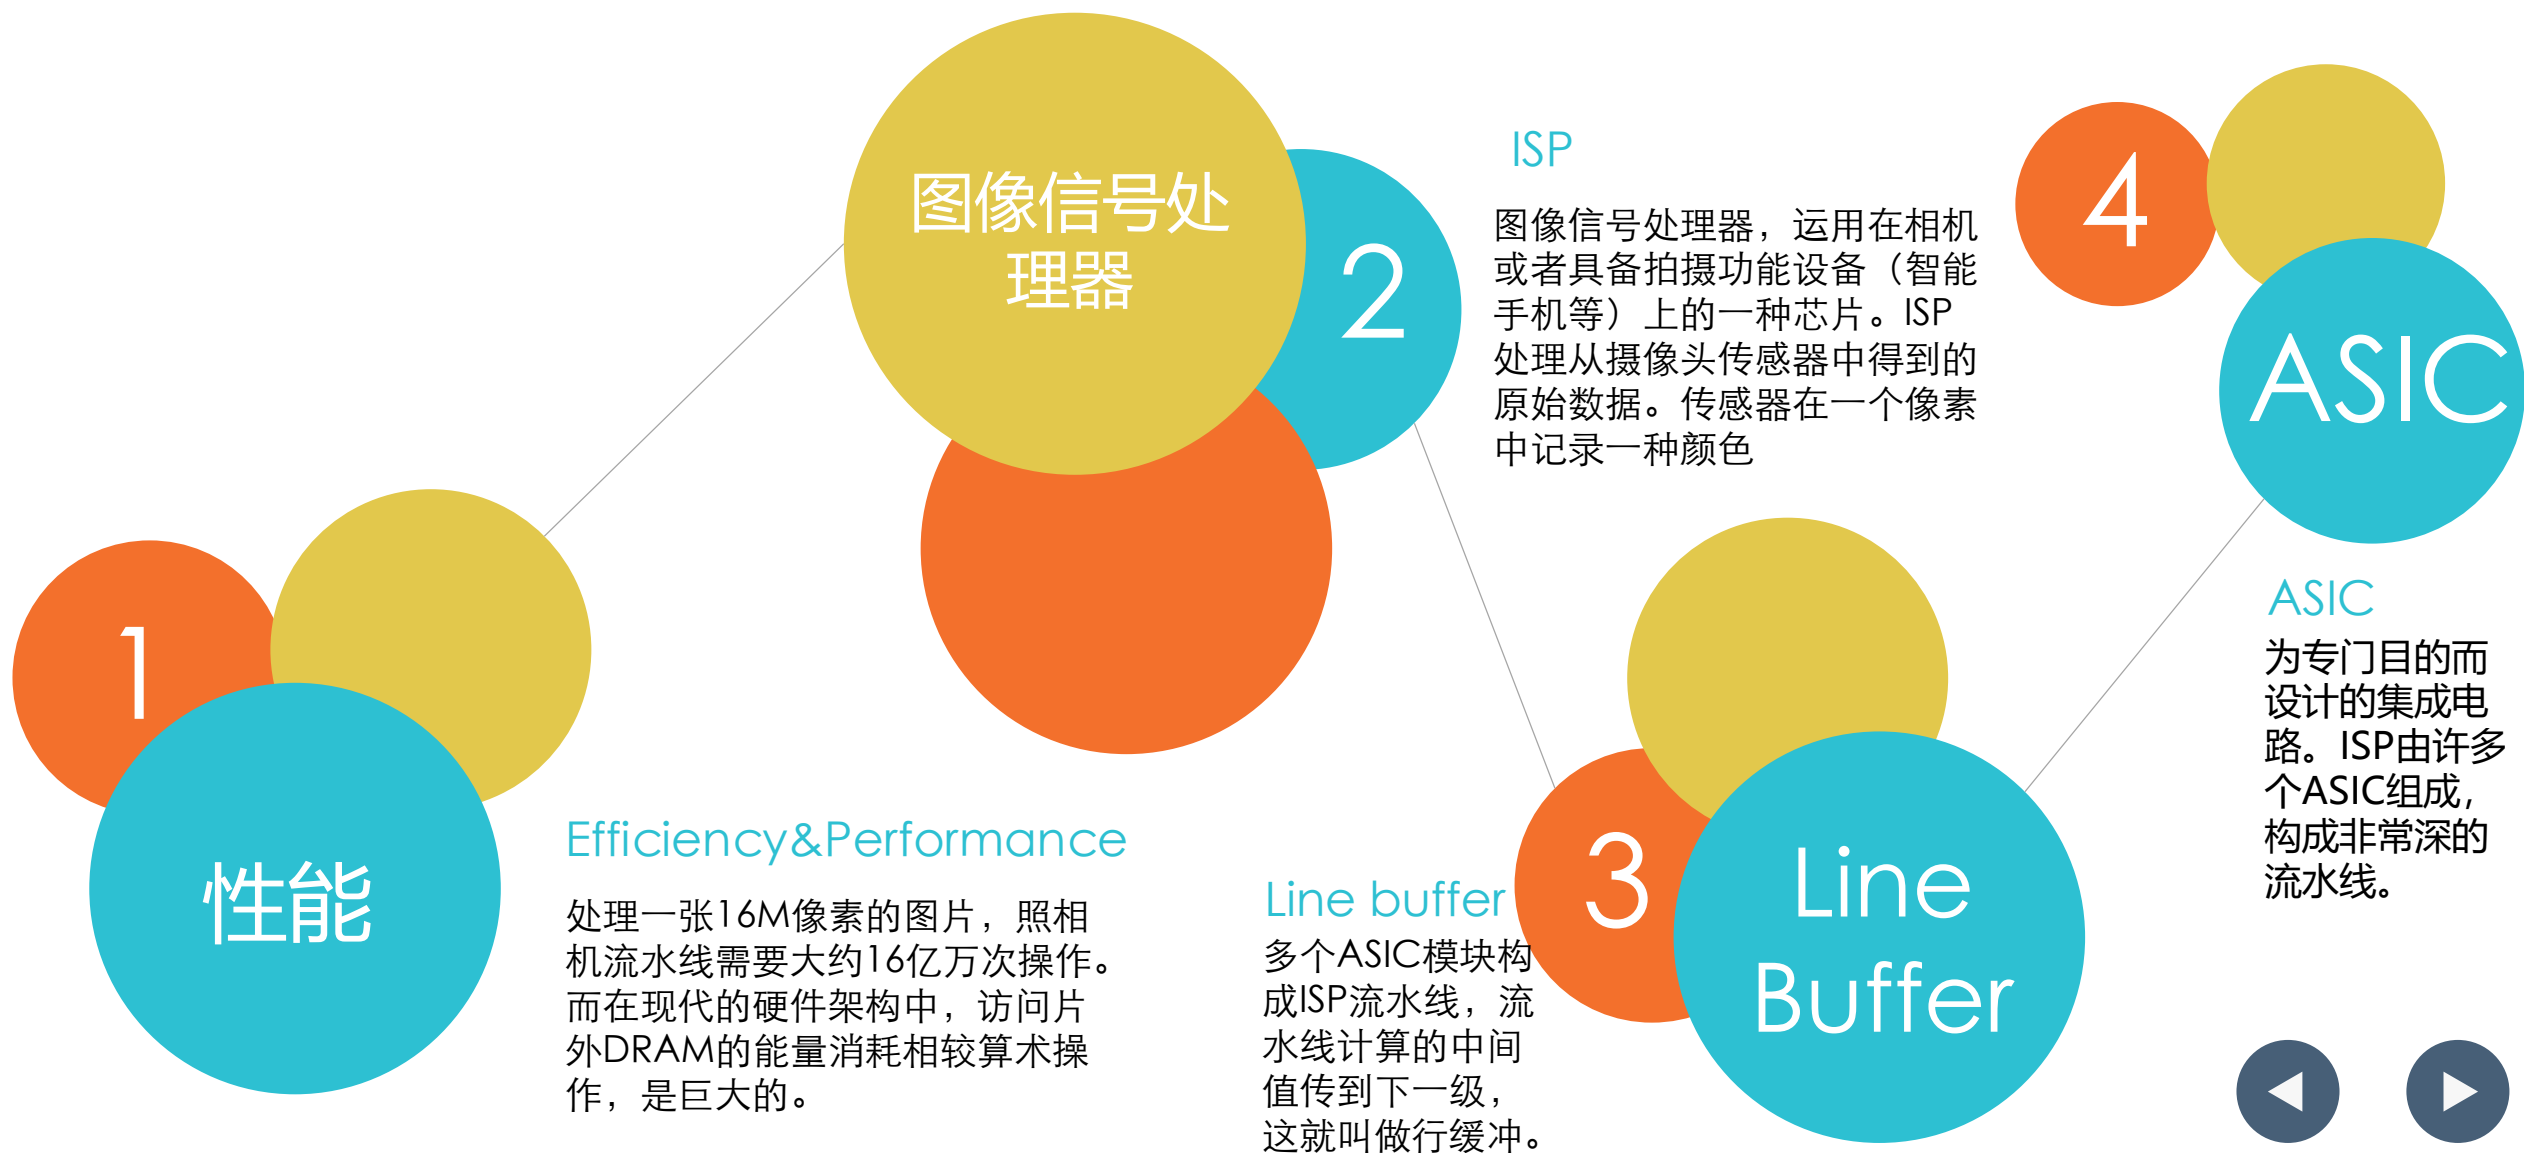 1
性能
Efficiency&Performance
处理一张16M像素的图片，照相
机流水线需要大约16亿万次操作。
而在现代的硬件架构中，访问片
外DRAM的能量消耗相较算术操
作，是巨大的。
图像信号处
理器
2
ISP
图像信号处理器，运用在相机
或者具备拍摄功能设备（智能
手机等）上的一种芯片。ISP
处理从摄像头传感器中得到的
原始数据。传感器在一个像素
中记录一种颜色
3
Line
Buffer
Line buffer
多个ASIC模块构
成ISP流水线，流
水线计算的中间
值传到下一级，
这就叫做行缓冲。
4
ASIC
ASIC
为专门目的而
设计的集成电
路。ISP由许多
个ASIC组成，
构成非常深的
流水线。